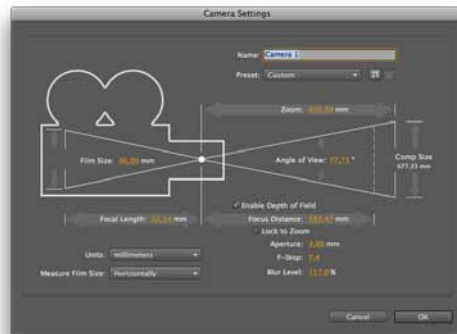 Camera Settings
Name: Camera 1
Preset: Custom
Zoom: mm
Film Size: 36.00 mm
Angle of View: °
Comp Size
677.33 mm
Enable Depth of Field
Focal Length: mm
Focus Distance: mm
Lock to Zoom
Units: millimeters
Aperture: mm
F-Stop:
Measure Film Size: Horizontally
Blur Level: %
Cancel
OK